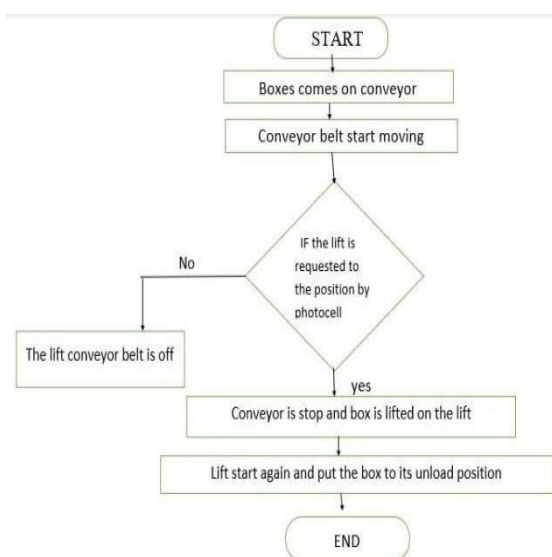 START
Boxes comes on conveyor
Conveyor belt start moving
IF the lift is
requested to
the position by
photocell
No
The lift conveyor belt is off
yes
Conveyor is stop and box is lifted on the lift
Lift start again and put the box to its unload position
END